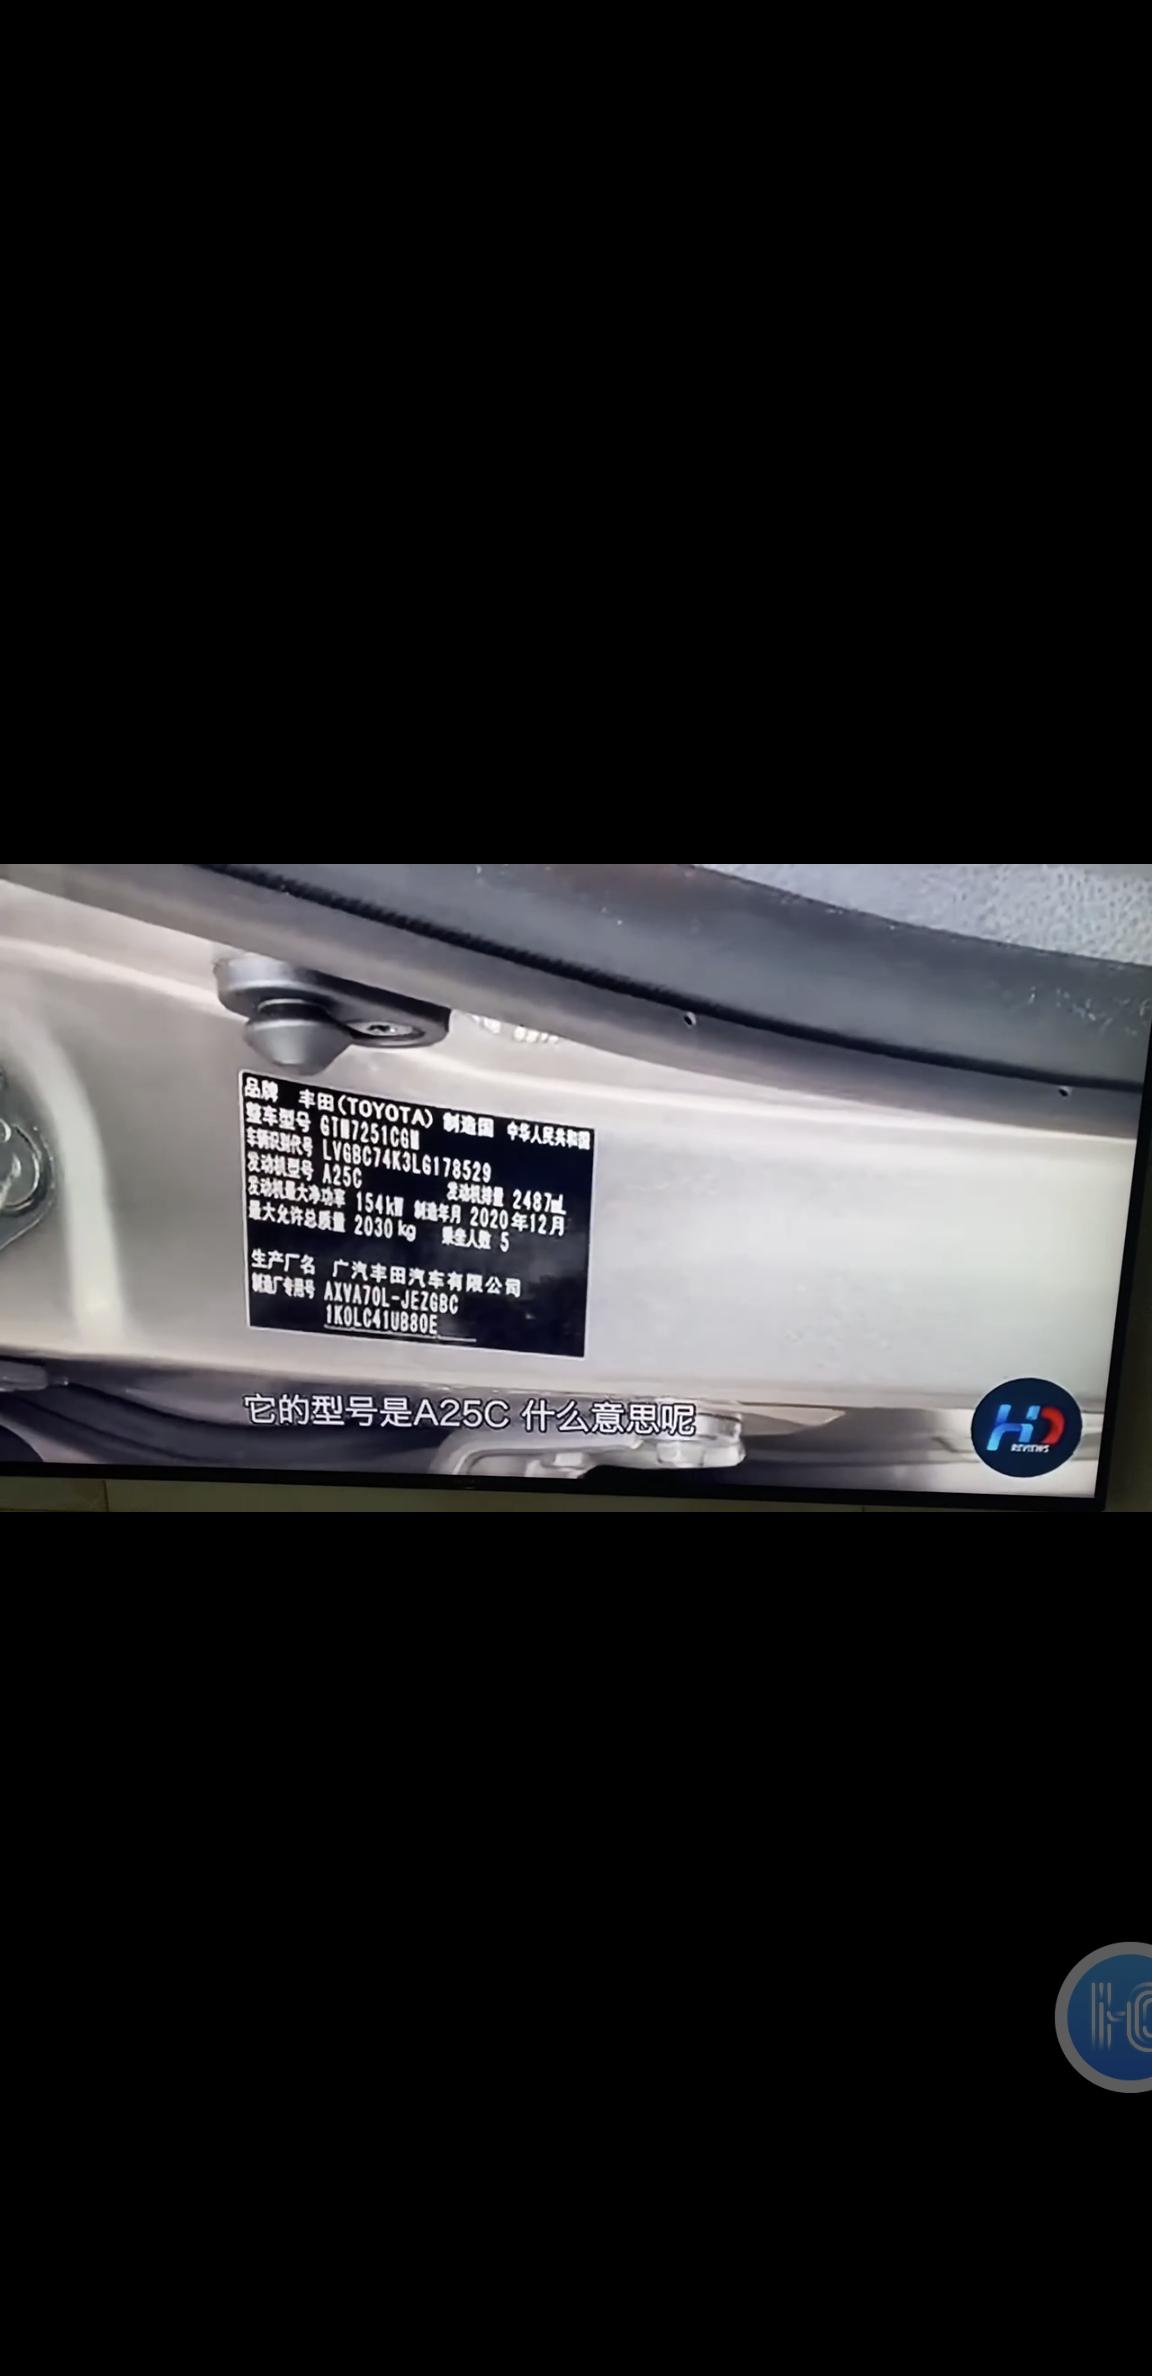 品牌 丰田(TOYOTA) 制造国 中华人民共和国
整车型号 GTM7251CGM
车辆识别代号 LVGBC74K3LG178529
发动机型号 A25C 发动机排量 2487mL
发动机最大净功率 154kW 制造年月 2020年12月
最大允许总质量 2030kg 乘坐人数 5
生产厂名 广汽丰田汽车有限公司
制造厂专用号 AXVA70L-JEZGBC
1K0LC41UB80E
它的型号是A25C 什么意思呢
HD
REVIEWS